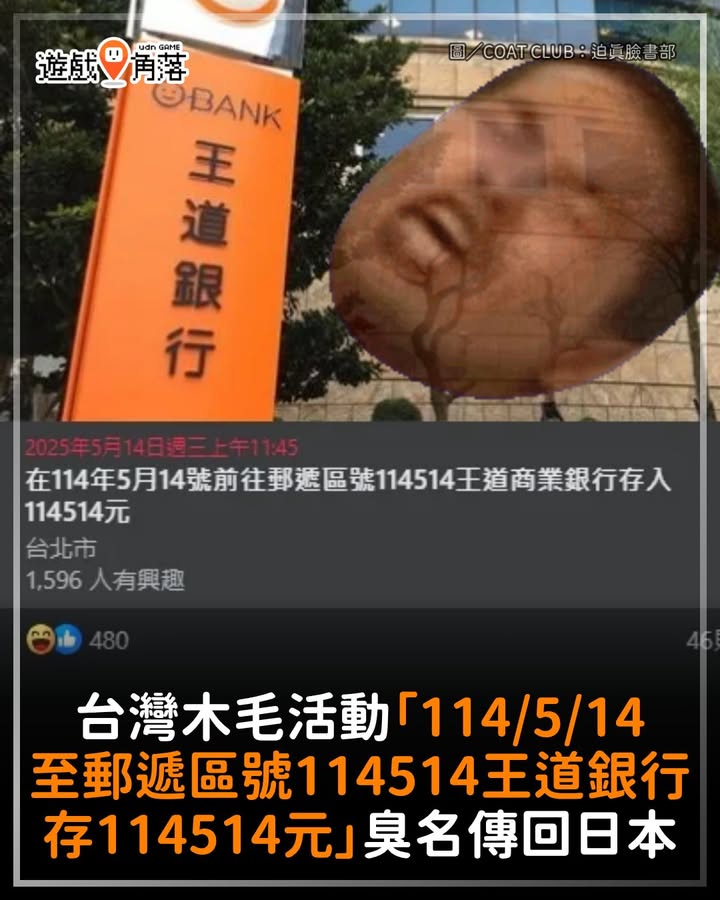 遊戲角落
udn GAME
圖／COAT CLUB：迫真臉書部
BANK
王
道
銀
行
2025年5月14日週三上午11:45
在114年5月14號前往郵遞區號114514王道商業銀行存入
114514元
台北市
1,596 人有興趣
480
46
台灣木毛活動「114/5/14
至郵遞區號114514王道銀行
存114514元」臭名傳回日本